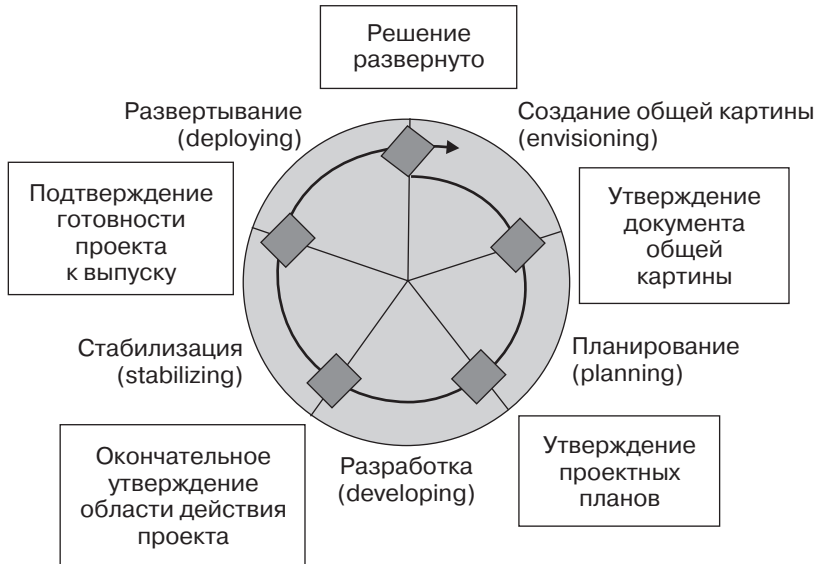 Решение
развернуто
Развертывание
(deploying)
Создание общей картины
(envisioning)
Подтверждение
готовности
проекта
к выпуску
Утверждение
документа
общей
картины
Стабилизация
(stabilizing)
Планирование
(planning)
Окончательное
утверждение
области действия
проекта
Разработка
(developing)
Утверждение
проектных
планов